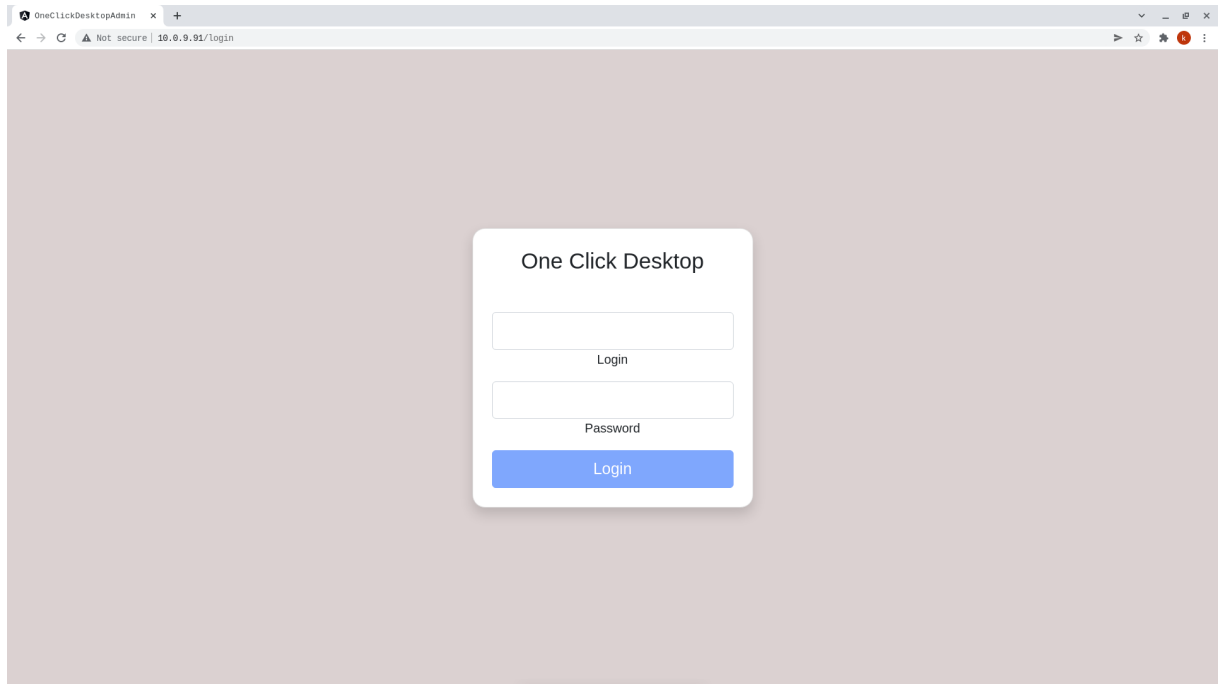 OneClickDesktopAdmin
Not secure 10.0.9.91/login
k
One Click Desktop
Login
Password
Login